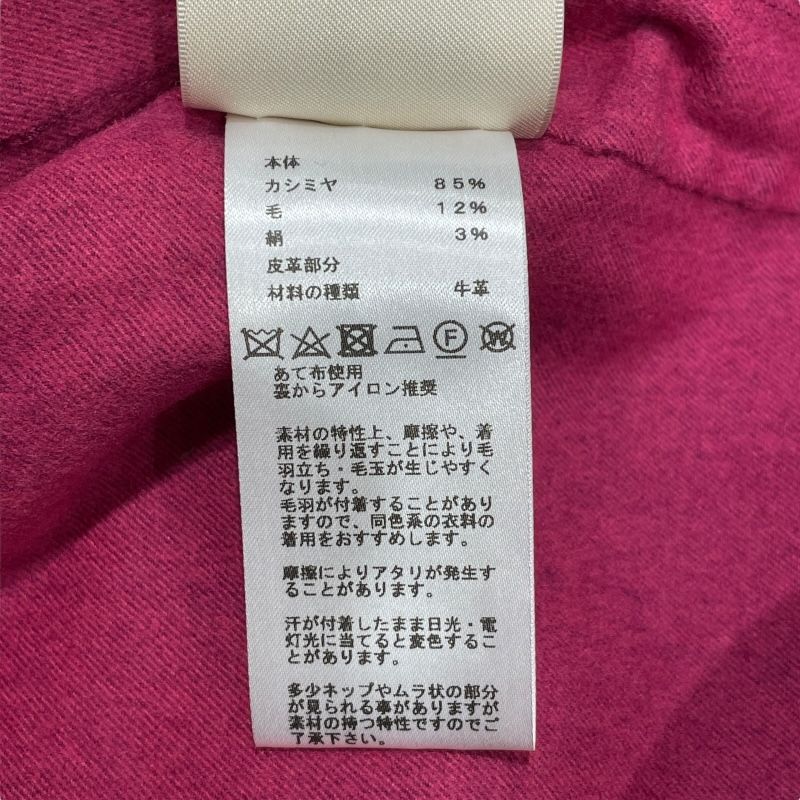 本体
カシミヤ 85%
毛 12%
絹 3%
皮革部分
材料の種類 牛革
F W
あて布使用
裏からアイロン推奨
素材の特性上、摩擦や、着
用を繰り返すことにより毛
羽立ち・毛玉が生じやすく
なります。
毛羽が付着することがあり
ますので、同色系の衣料の
着用をおすすめします。
摩擦によりアタリが発生す
ることがあります。
汗が付着したまま日光・電
灯光に当てると変色するこ
とがあります。
多少ネップやムラ状の部分
が見られる事がありますが
素材の持つ特性ですのでご
了承下さい。